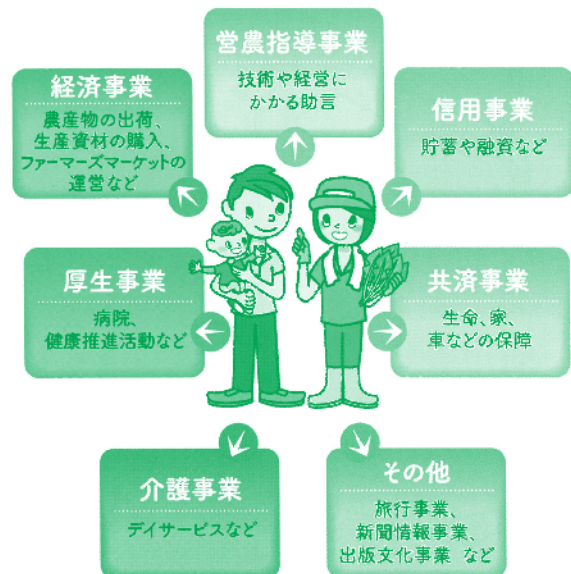 営農指導事業
技術や経営に
かかる助言
経済事業
農産物の出荷、
生産資材の購入、
ファーマーズマーケットの
運営など
信用事業
貯蓄や融資など
厚生事業
病院、
健康推進活動など
共済事業
生命、家、
車などの保障
介護事業
デイサービスなど
その他
旅行事業、
新聞情報事業、
出版文化事業 など